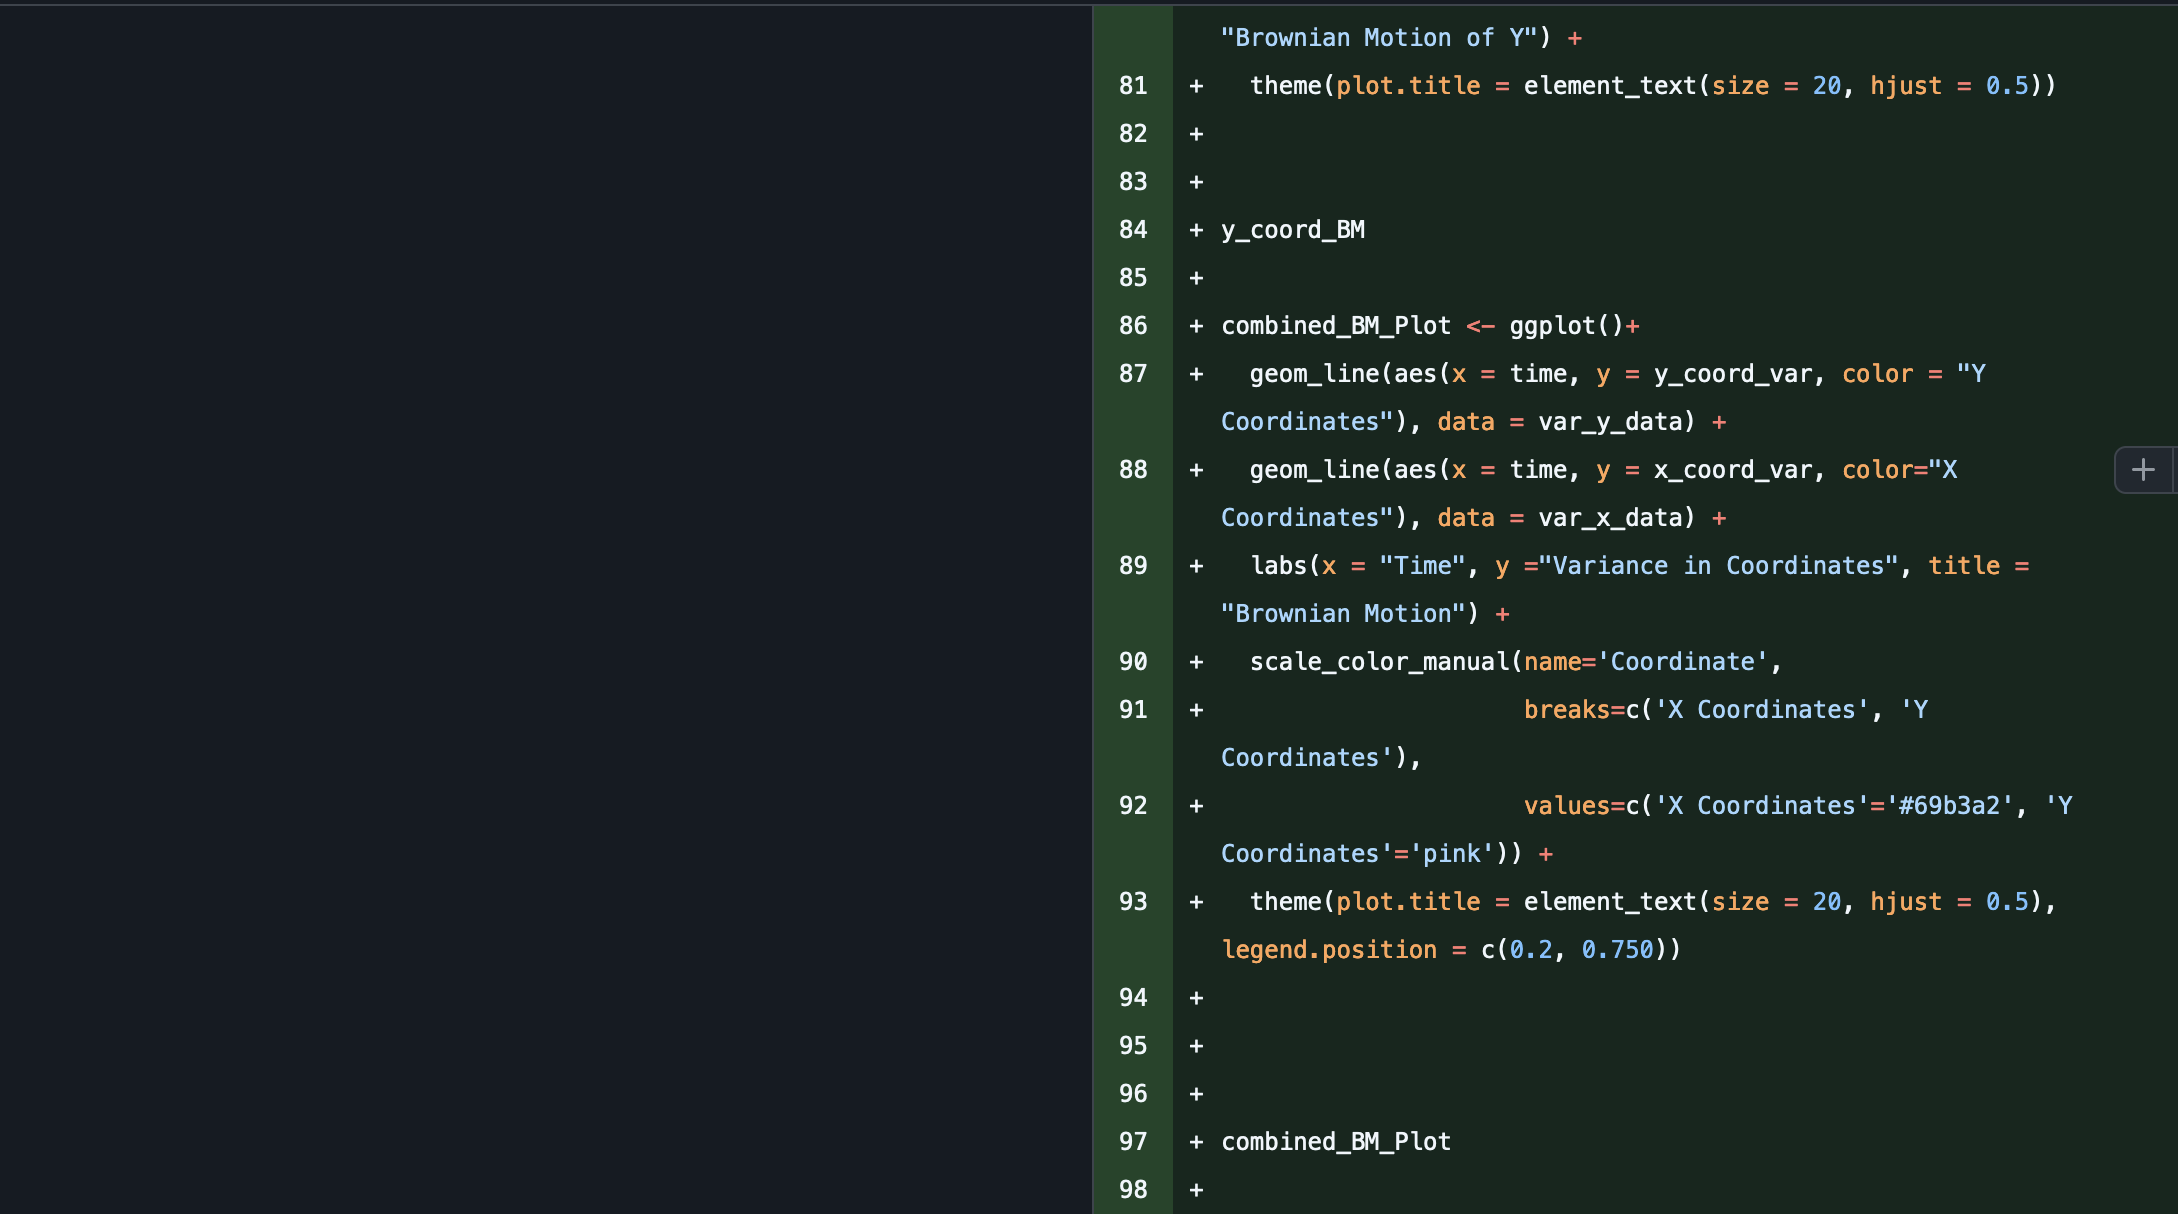 "Brownian Motion of Y") +
81 +   theme(plot.title = element_text(size = 20, hjust = 0.5))
82 +
83 +
84 + y_coord_BM
85 +
86 + combined_BM_Plot <- ggplot()+
87 +   geom_line(aes(x = time, y = y_coord_var, color = "Y
Coordinates"), data = var_y_data) +
88 +   geom_line(aes(x = time, y = x_coord_var, color="X
Coordinates"), data = var_x_data) +
89 +   labs(x = "Time", y ="Variance in Coordinates", title =
"Brownian Motion") +
90 +   scale_color_manual(name='Coordinate',
91 +                      breaks=c('X Coordinates', 'Y
Coordinates'),
92 +                      values=c('X Coordinates'='#69b3a2', 'Y
Coordinates'='pink')) +
93 +   theme(plot.title = element_text(size = 20, hjust = 0.5),
legend.position = c(0.2, 0.750))
94 +
95 +
96 +
97 + combined_BM_Plot
98 +